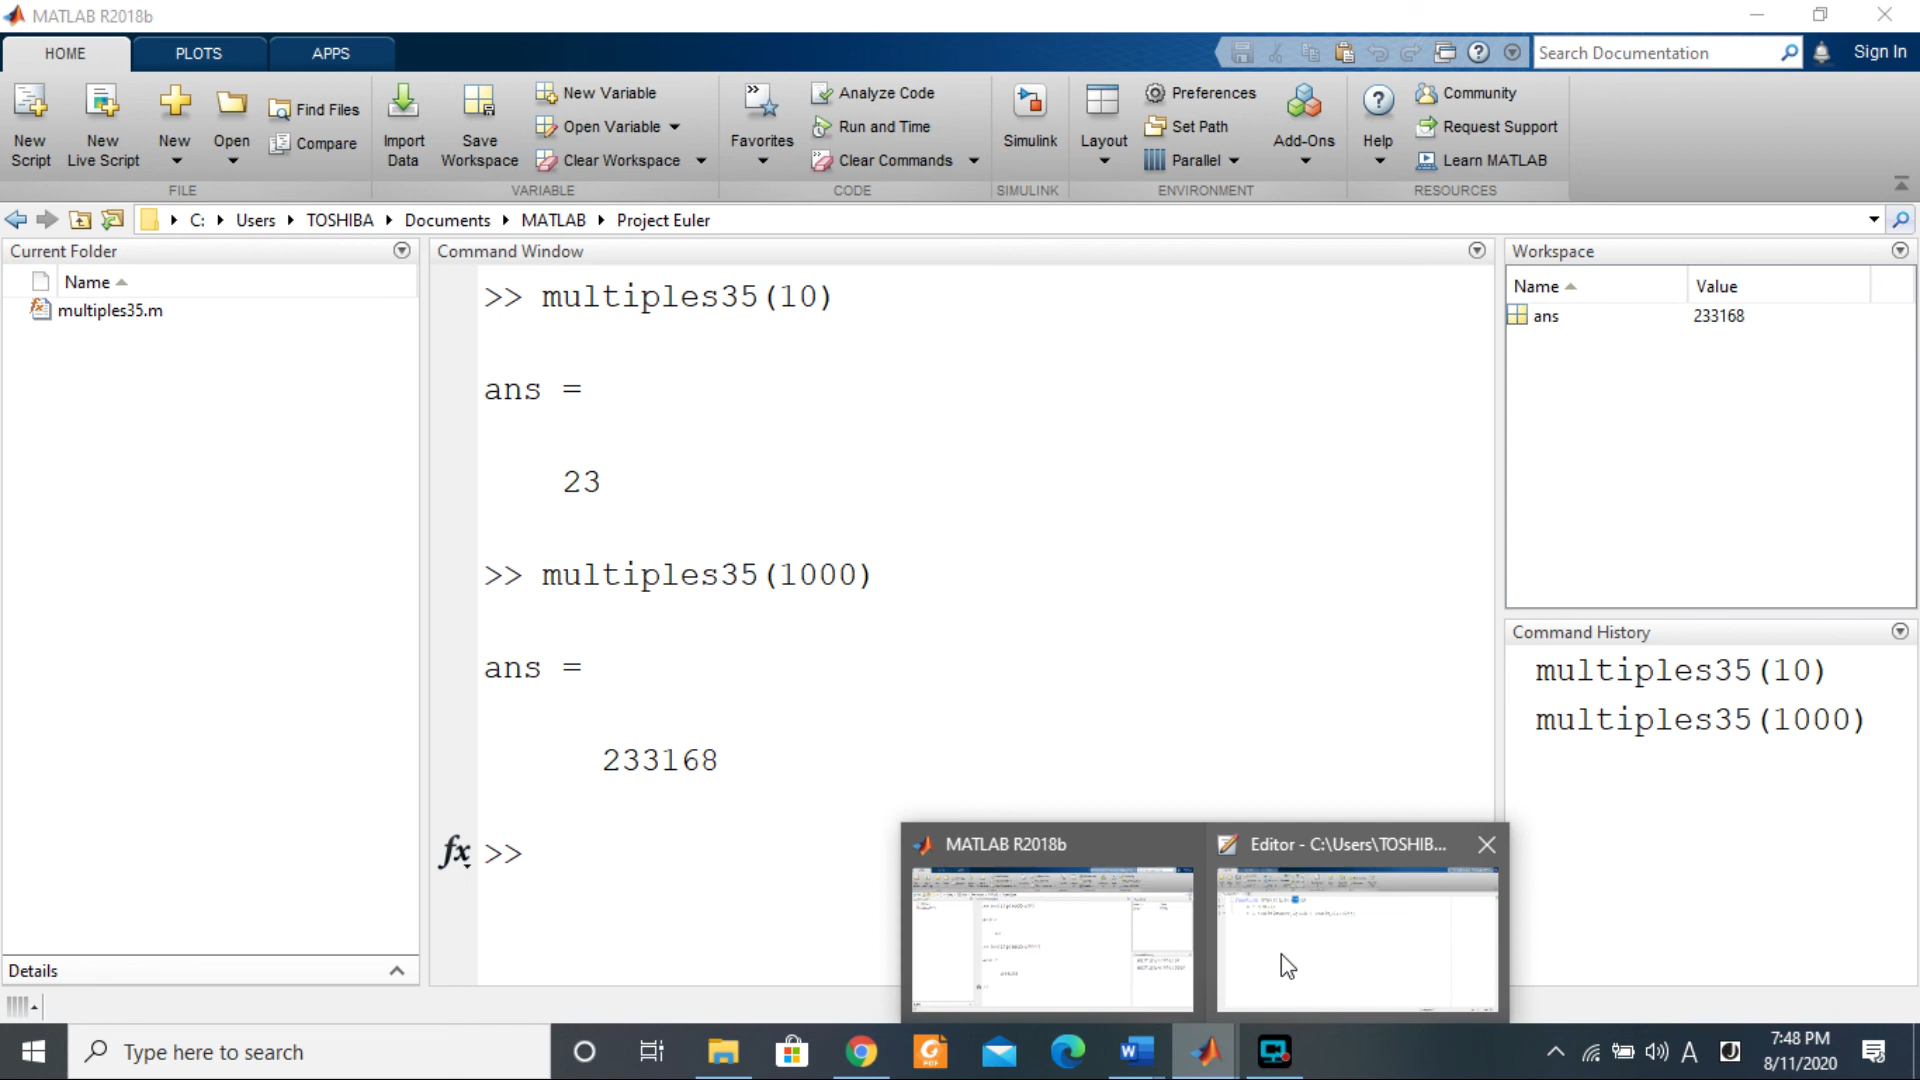 MATLAB R2018b
HOME PLOTS APPS
Search Documentation Sign In
New Script
New Live Script
New
Open
Find Files
Compare
FILE
Import Data
Save Workspace
New Variable
Open Variable
Clear Workspace
VARIABLE
Favorites
Analyze Code
Run and Time
Clear Commands
CODE
Simulink
SIMULINK
Layout
Preferences
Set Path
Parallel
Add-Ons
ENVIRONMENT
Help
Community
Request Support
Learn MATLAB
RESOURCES
C: Users TOSHIBA Documents MATLAB Project Euler
Current Folder
Name
multiples35.m
Details
Command Window
>> multiples35(10)
ans =
23
>> multiples35(1000)
ans =
233168
fx >>
Workspace
Name Value
ans 233168
Command History
multiples35(10)
multiples35(1000)
MATLAB R2018b
Editor - C:\Users\TOSHIB...
Type here to search
7:48 PM
8/11/2020